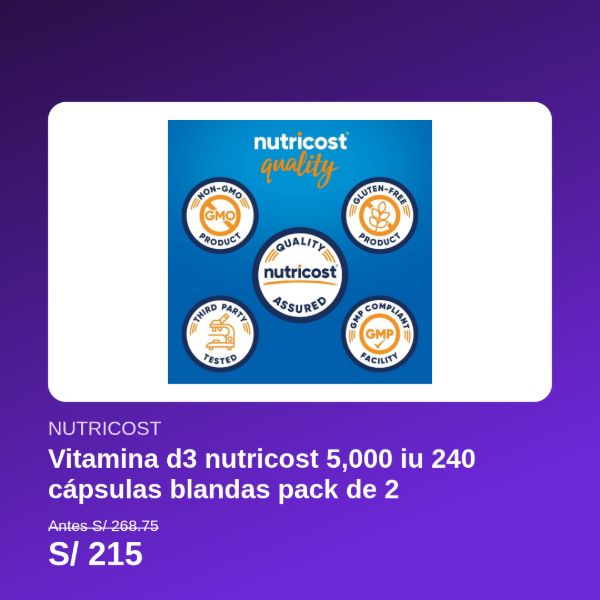 nutricost®
quality
NON-GMO
GMO
PRODUCT
GLUTEN-FREE
PRODUCT
QUALITY
nutricost®
ASSURED
THIRD PARTY
TESTED
GMP COMPLIANT
GMP
FACILITY
NUTRICOST
Vitamina d3 nutricost 5,000 iu 240
cápsulas blandas pack de 2
Antes S/ 268.75
S/ 215